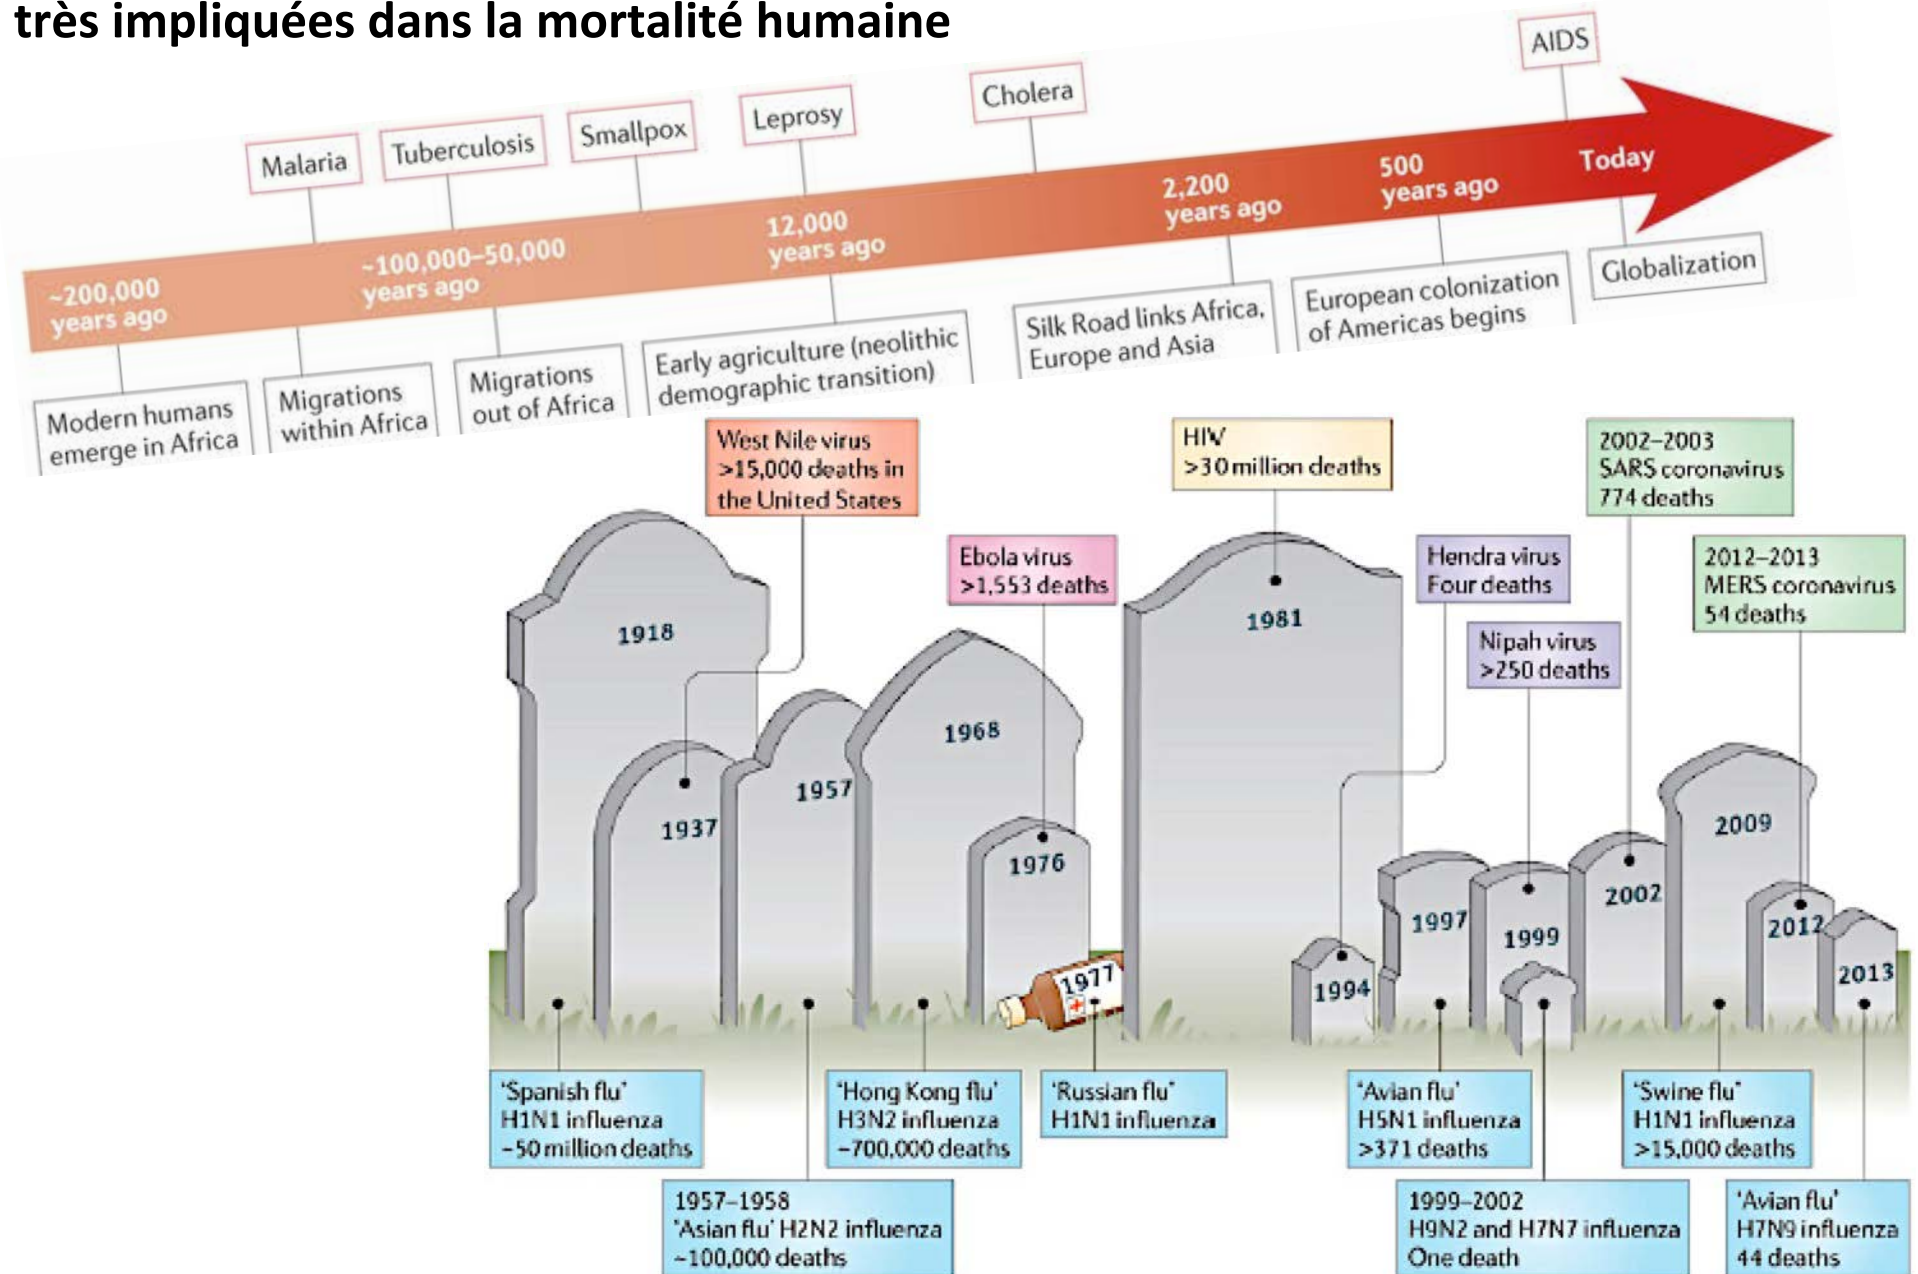 très impliquées dans la mortalité humaine
AIDS
Cholera
Leprosy
Smallpox
Tuberculosis
Malaria
~200,000
years ago
~100,000–50,000
years ago
12,000
years ago
2,200
years ago
500
years ago
Today
Modern humans
emerge in Africa
Migrations
within Africa
Migrations
out of Africa
Early agriculture (neolithic
demographic transition)
Silk Road links Africa,
Europe and Asia
European colonization
of Americas begins
Globalization
West Nile virus
>15,000 deaths in
the United States
Ebola virus
>1,553 deaths
HIV
>30 million deaths
Hendra virus
Four deaths
Nipah virus
>250 deaths
2002–2003
SARS coronavirus
774 deaths
2012–2013
MERS coronavirus
54 deaths
1918
1937
1957
1968
1976
1977
1981
1994
1997
1999
2002
2009
2012
2013
'Spanish flu'
H1N1 influenza
~50 million deaths
1957–1958
'Asian flu' H2N2 influenza
~100,000 deaths
'Hong Kong flu'
H3N2 influenza
~700,000 deaths
'Russian flu'
H1N1 influenza
'Avian flu'
H5N1 influenza
>371 deaths
1999–2002
H9N2 and H7N7 influenza
One death
'Swine flu'
H1N1 influenza
>15,000 deaths
'Avian flu'
H7N9 influenza
44 deaths